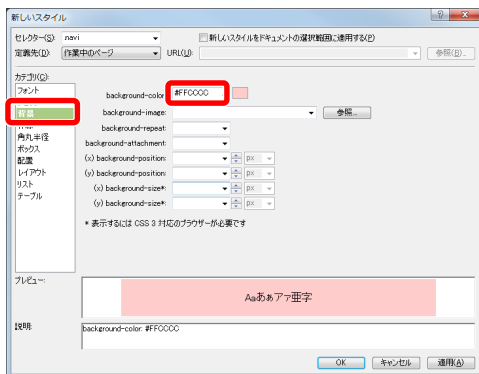 新しいスタイル
セレクター(S): navi
新しいスタイルをドキュメントの選択範囲に適用する(P)
定義先(D): 作業中のページ URL(U): 参照(B)...
カテゴリ(C):
フォント
背景
角丸半径
ボックス
配置
レイアウト
リスト
テーブル
background-color: #FFCCCC
background-image: 参照...
background-repeat:
background-attachment:
(x) background-position: px
(y) background-position: px
(x) background-size*: px
(y) background-size*: px
* 表示するには CSS 3 対応のブラウザーが必要です
プレビュー:
Aaあぁアァ亜宇
説明:
background-color: #FFCCCC
OK キャンセル 適用(A)